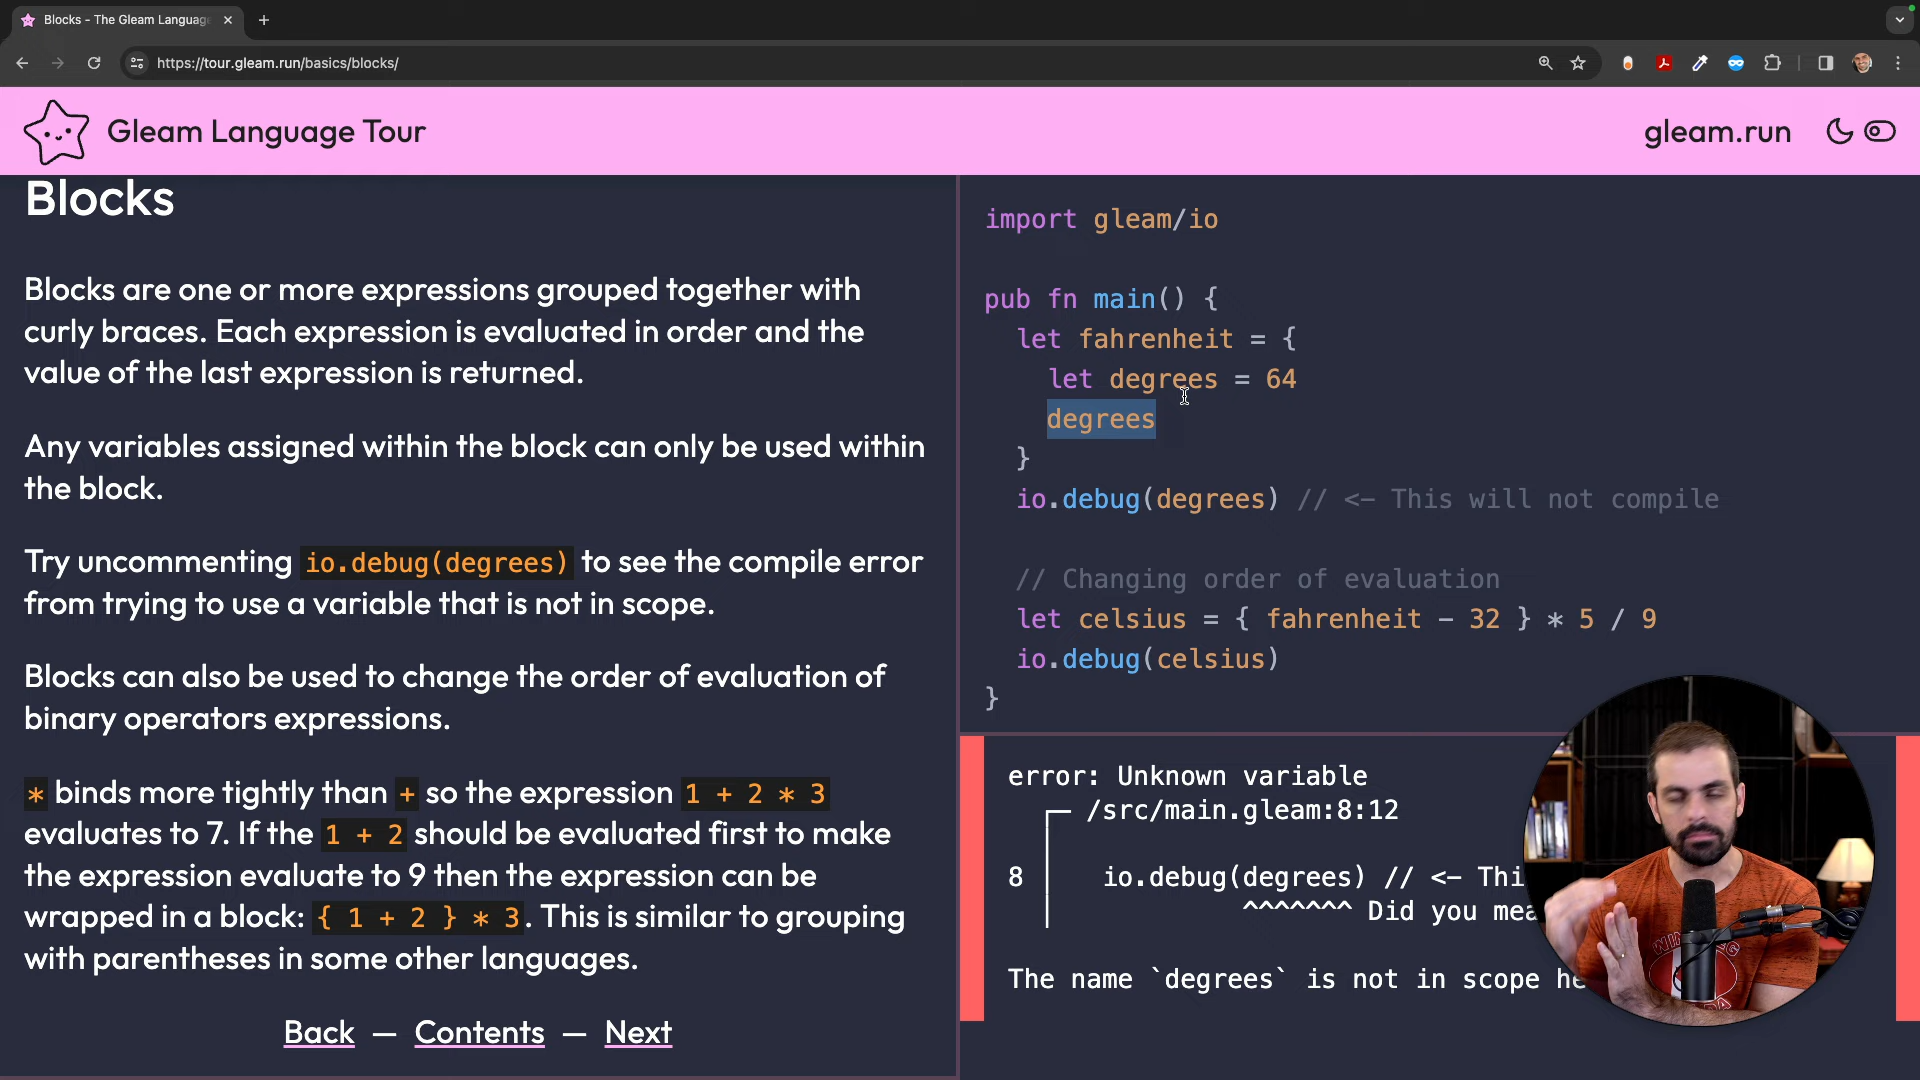 Blocks - The Gleam Language
https://tour.gleam.run/basics/blocks/
Gleam Language Tour
gleam.run
Blocks
Blocks are one or more expressions grouped together with
curly braces. Each expression is evaluated in order and the
value of the last expression is returned.
Any variables assigned within the block can only be used within
the block.
Try uncommenting io.debug(degrees) to see the compile error
from trying to use a variable that is not in scope.
Blocks can also be used to change the order of evaluation of
binary operators expressions.
* binds more tightly than + so the expression 1 + 2 * 3
evaluates to 7. If the 1 + 2 should be evaluated first to make
the expression evaluate to 9 then the expression can be
wrapped in a block: { 1 + 2 } * 3. This is similar to grouping
with parentheses in some other languages.
Back — Contents — Next
import gleam/io
pub fn main() {
let fahrenheit = {
let degrees = 64
degrees
}
io.debug(degrees) // <- This will not compile
// Changing order of evaluation
let celsius = { fahrenheit - 32 } * 5 / 9
io.debug(celsius)
}
error: Unknown variable
/src/main.gleam:8:12
8 io.debug(degrees) // <- Thi
^^^^^^^ Did you mea
The name `degrees` is not in scope he